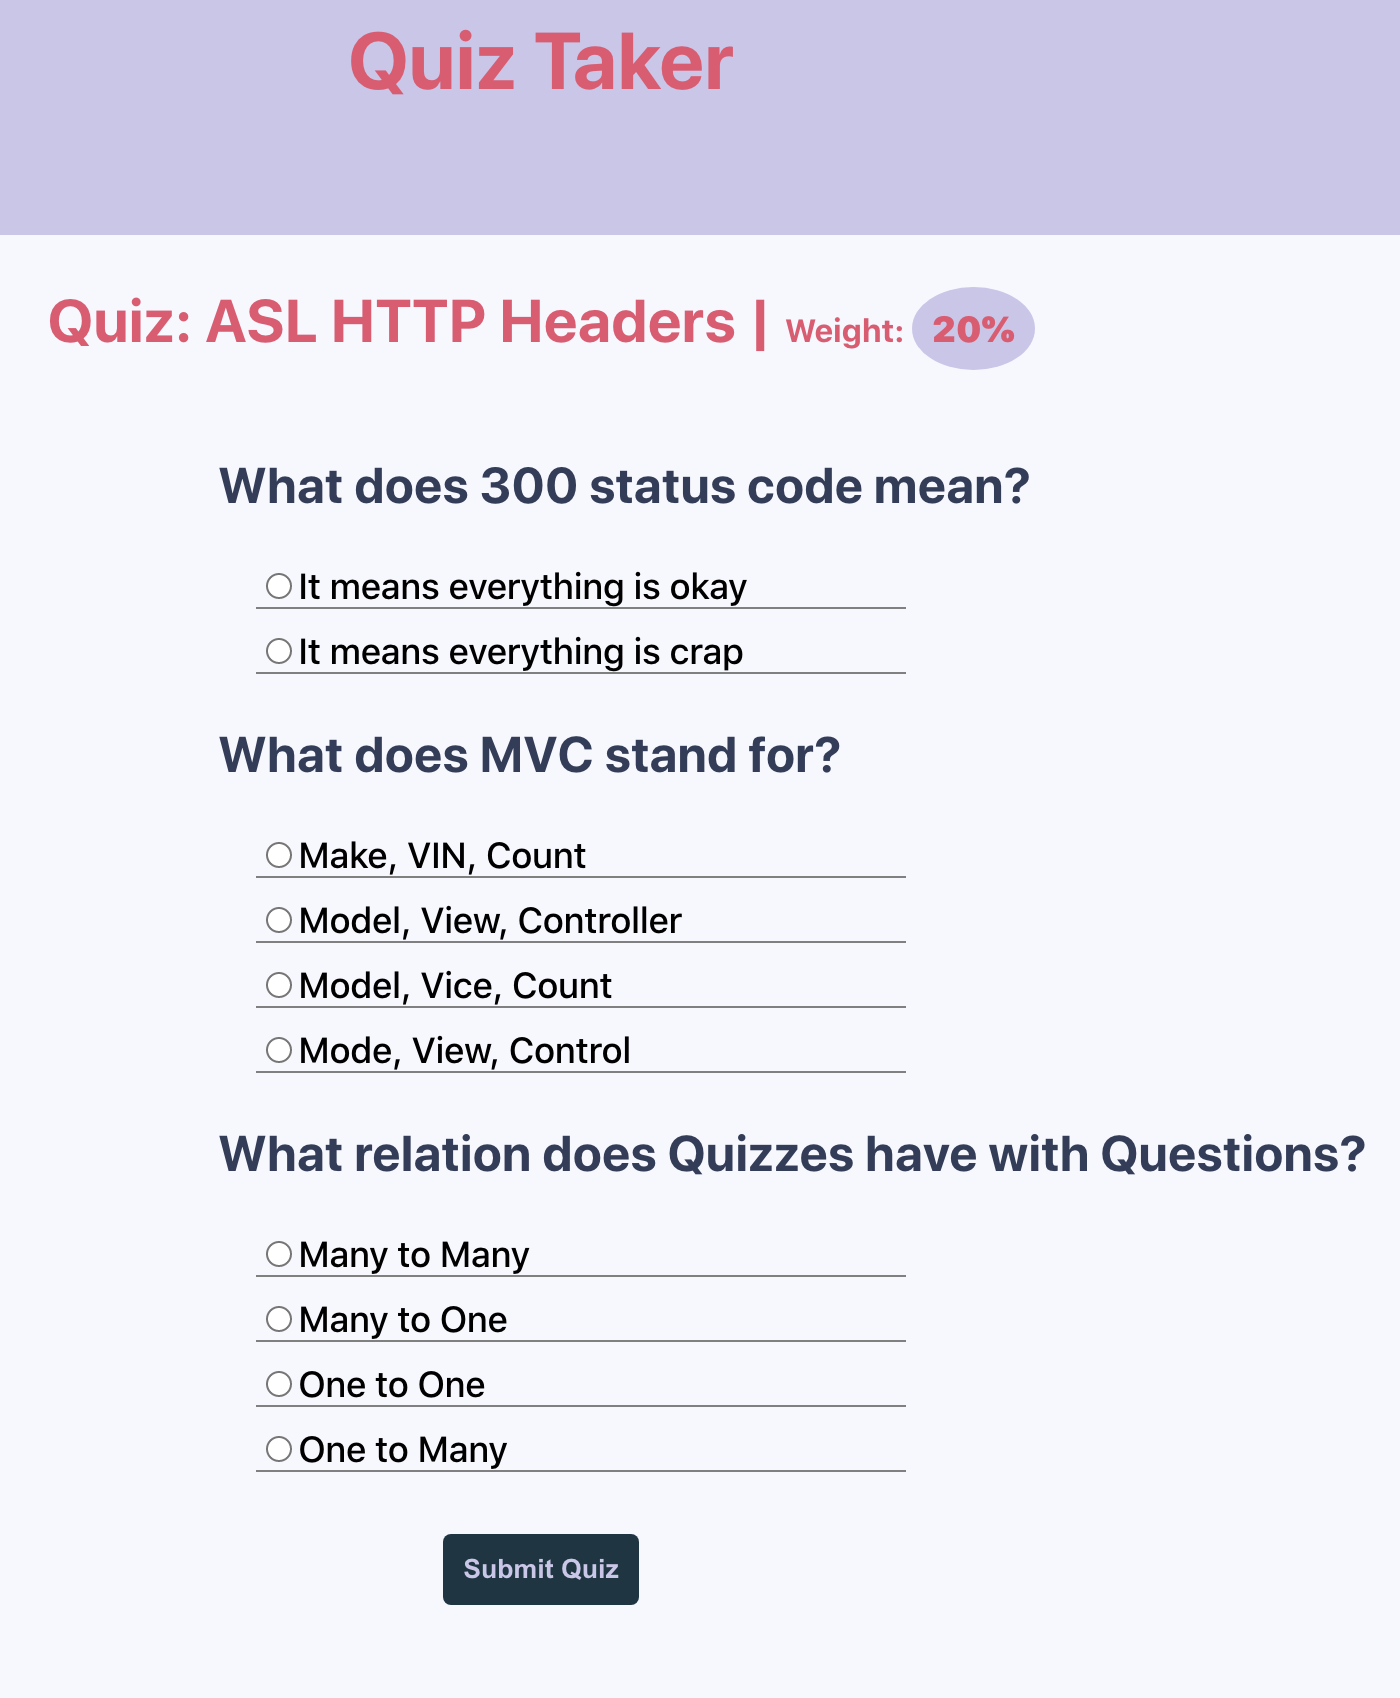 Quiz Taker
Quiz: ASL HTTP Headers | Weight: 20%
What does 300 status code mean?
It means everything is okay
It means everything is crap
What does MVC stand for?
Make, VIN, Count
Model, View, Controller
Model, Vice, Count
Mode, View, Control
What relation does Quizzes have with Questions?
Many to Many
Many to One
One to One
One to Many
Submit Quiz